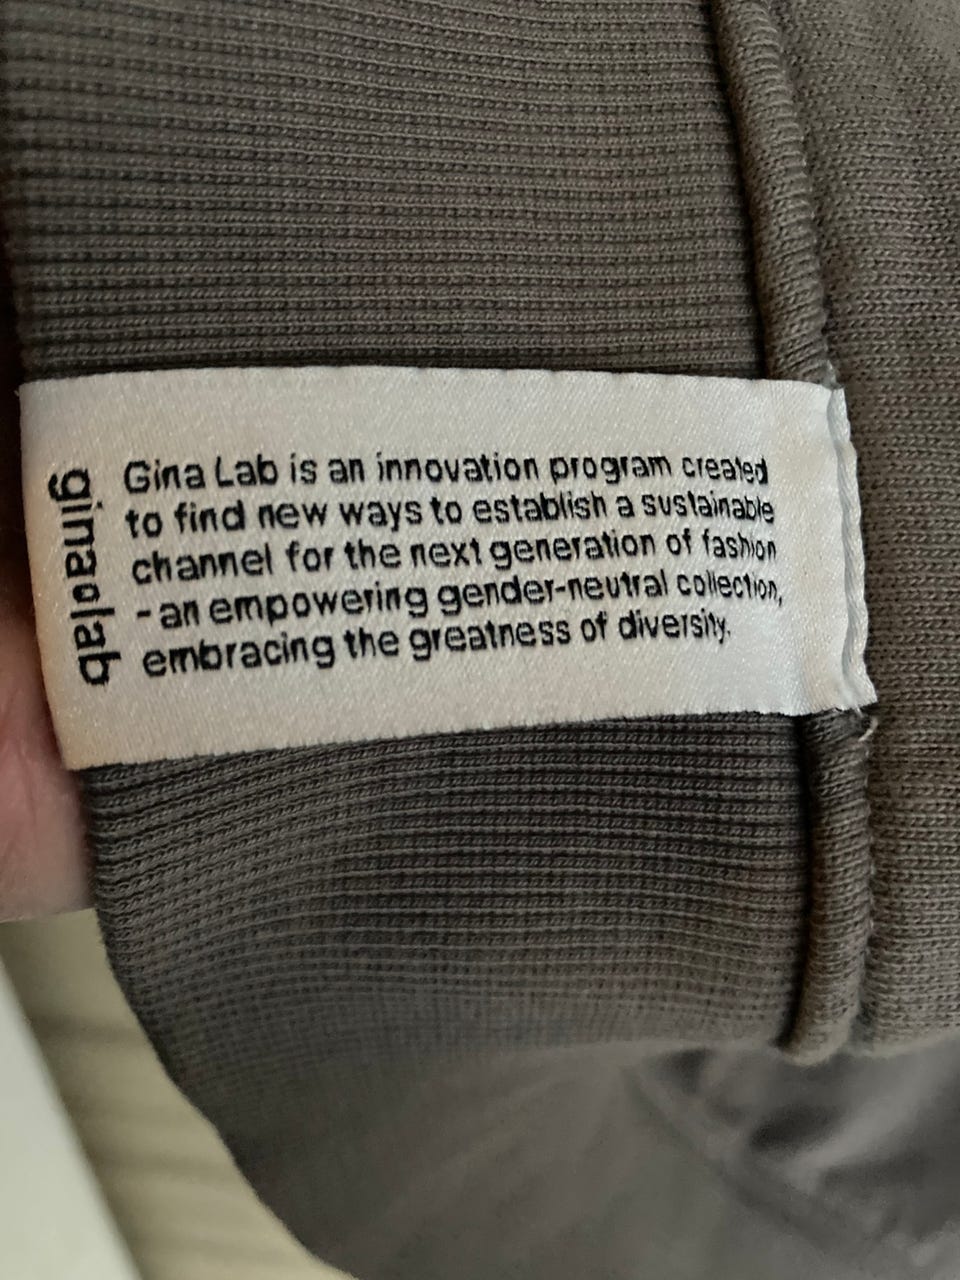 ginalab
Gina Lab is an innovation program created
to find new ways to establish a sustainable
channel for the next generation of fashion
- an empowering gender-neutral collection,
embracing the greatness of diversity.